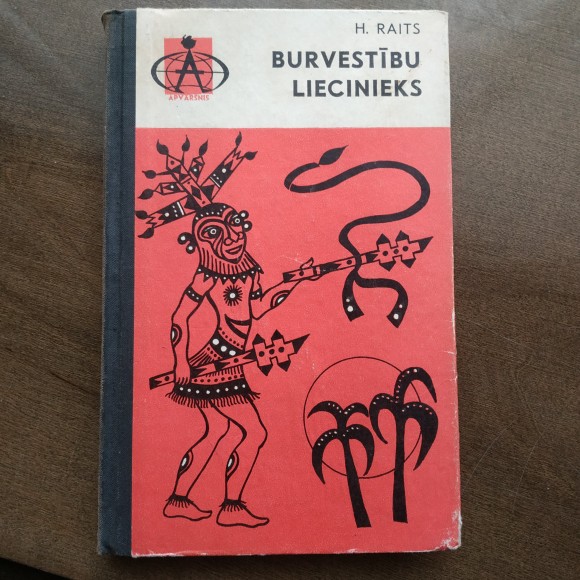 H. RAITS
BURVESTĪBU
LIECINIEKS
A
APVĀRSNIS